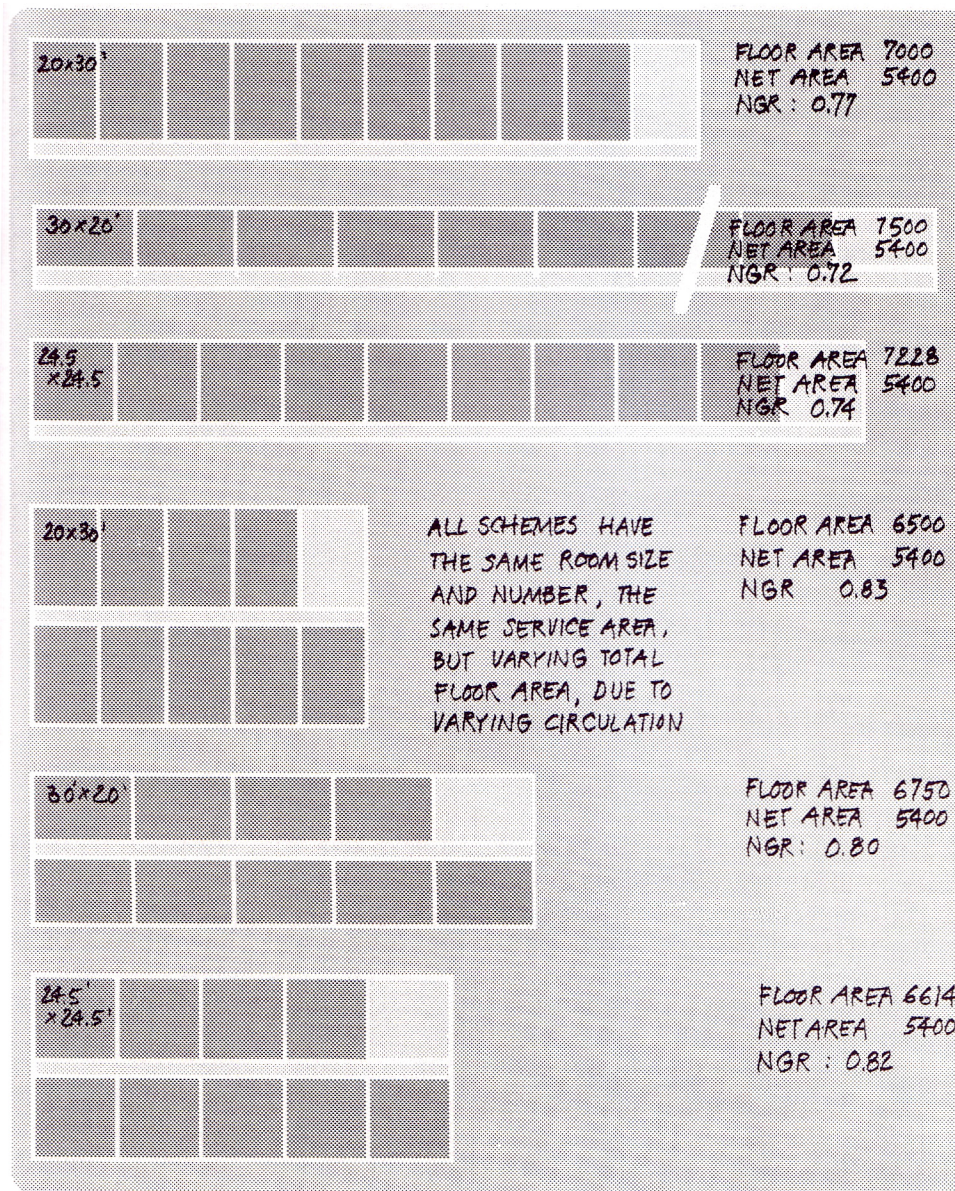 20x30'
FLOOR AREA 7000
NET AREA 5400
NGR: 0.77
30x20'
FLOOR AREA 7500
NET AREA 5400
NGR: 0.72
24.5
x24.5
FLOOR AREA 7228
NET AREA 5400
NGR 0.74
20x30'
ALL SCHEMES HAVE
THE SAME ROOM SIZE
AND NUMBER, THE
SAME SERVICE AREA,
BUT VARYING TOTAL
FLOOR AREA, DUE TO
VARYING CIRCULATION
FLOOR AREA 6500
NET AREA 5400
NGR 0.83
30'x20'
FLOOR AREA 6750
NET AREA 5400
NGR: 0.80
24.5'
x24.5'
FLOOR AREA 6614
NET AREA 5400
NGR: 0.82